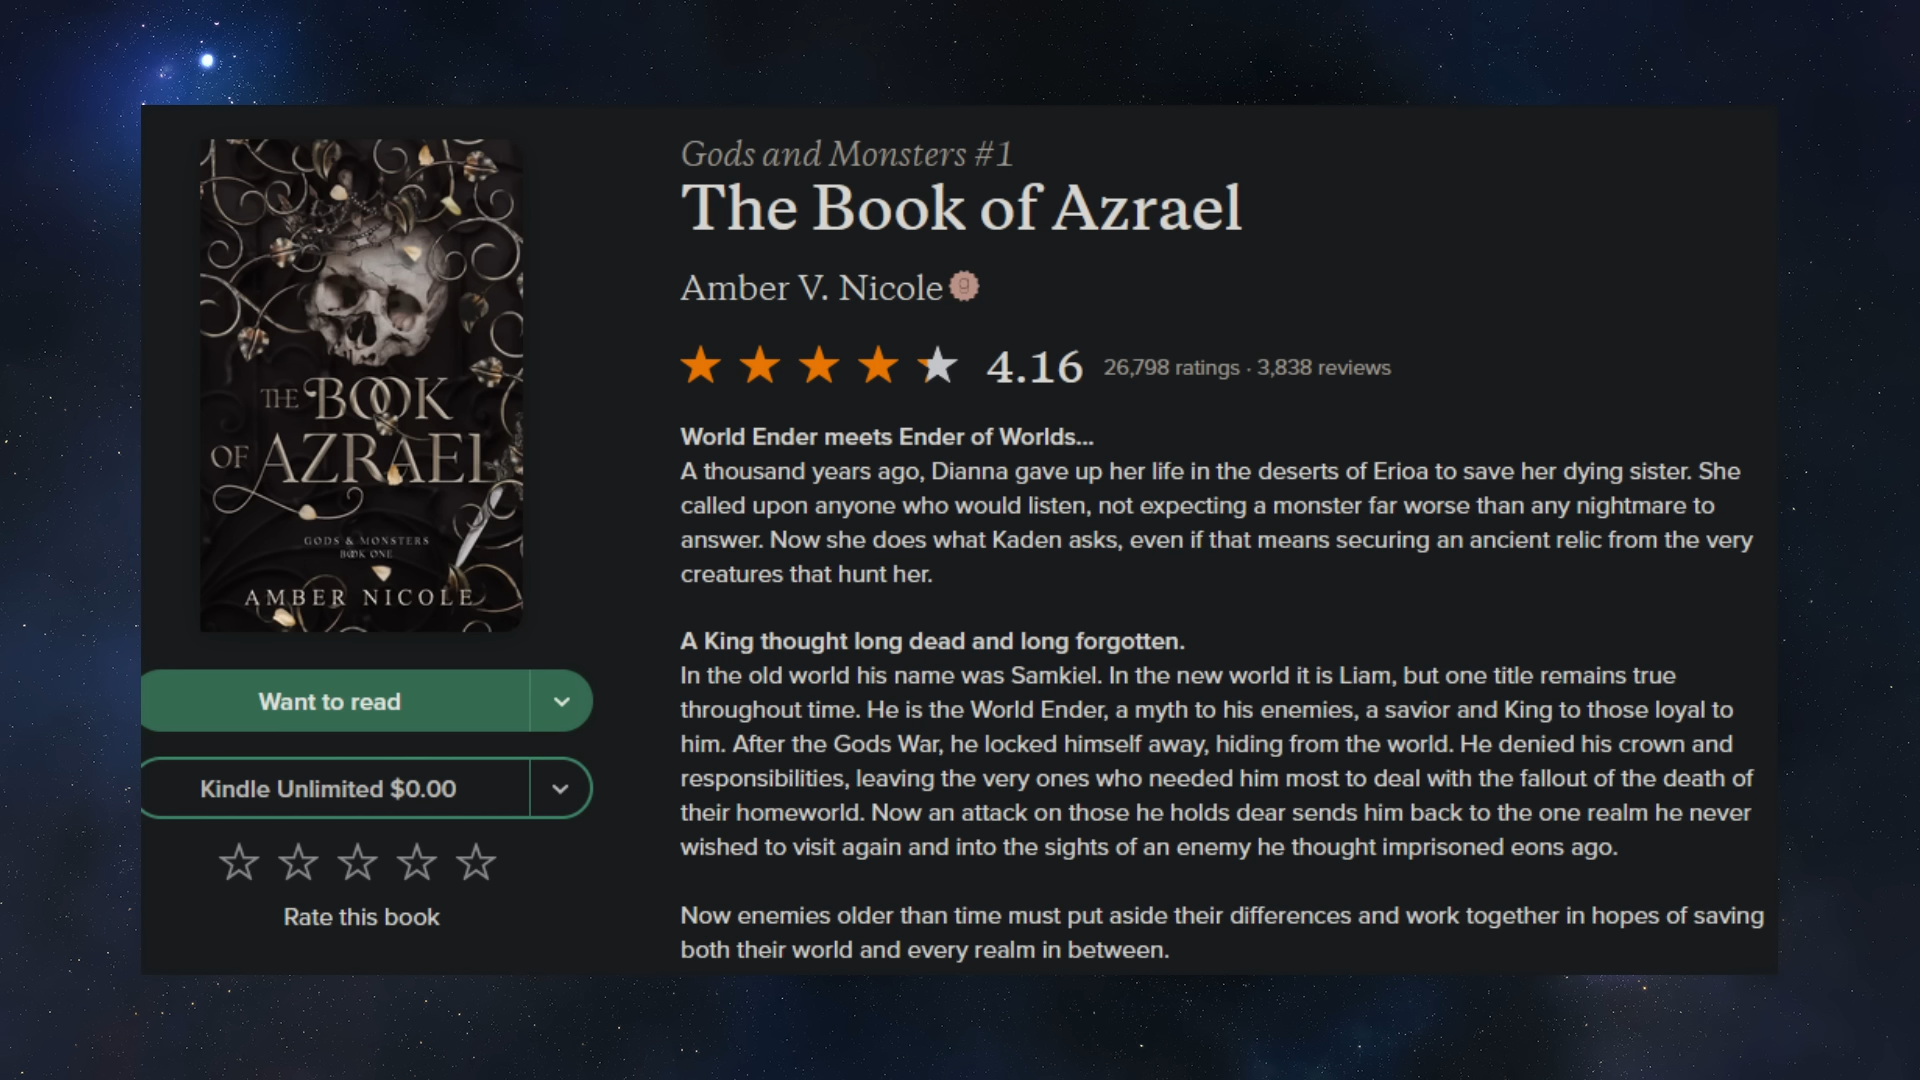 THE BOOK
OF AZRAEL
GODS & MONSTERS
BOOK ONE
AMBER NICOLE
Want to read
Kindle Unlimited $0.00
Rate this book
Gods and Monsters #1
The Book of Azrael
Amber V. Nicole g
4.16 26,798 ratings · 3,838 reviews
World Ender meets Ender of Worlds...
A thousand years ago, Dianna gave up her life in the deserts of Erioa to save her dying sister. She
called upon anyone who would listen, not expecting a monster far worse than any nightmare to
answer. Now she does what Kaden asks, even if that means securing an ancient relic from the very
creatures that hunt her.
A King thought long dead and long forgotten.
In the old world his name was Samkiel. In the new world it is Liam, but one title remains true
throughout time. He is the World Ender, a myth to his enemies, a savior and King to those loyal to
him. After the Gods War, he locked himself away, hiding from the world. He denied his crown and
responsibilities, leaving the very ones who needed him most to deal with the fallout of the death of
their homeworld. Now an attack on those he holds dear sends him back to the one realm he never
wished to visit again and into the sights of an enemy he thought imprisoned eons ago.
Now enemies older than time must put aside their differences and work together in hopes of saving
both their world and every realm in between.